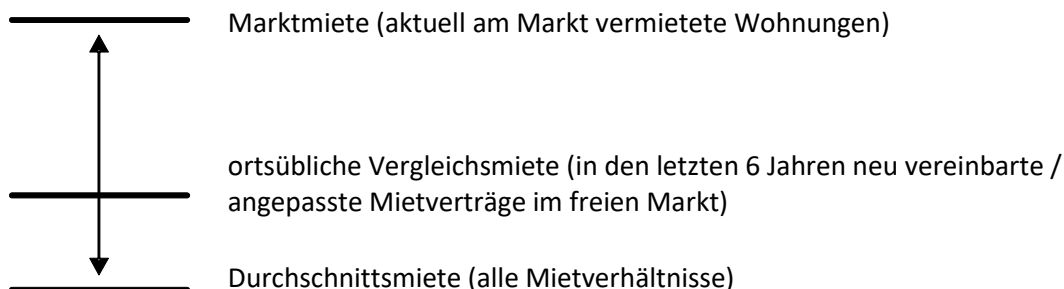 Marktmiete (aktuell am Markt vermietete Wohnungen)
ortsübliche Vergleichsmiete (in den letzten 6 Jahren neu vereinbarte /
angepasste Mietverträge im freien Markt)
Durchschnittsmiete (alle Mietverhältnisse)